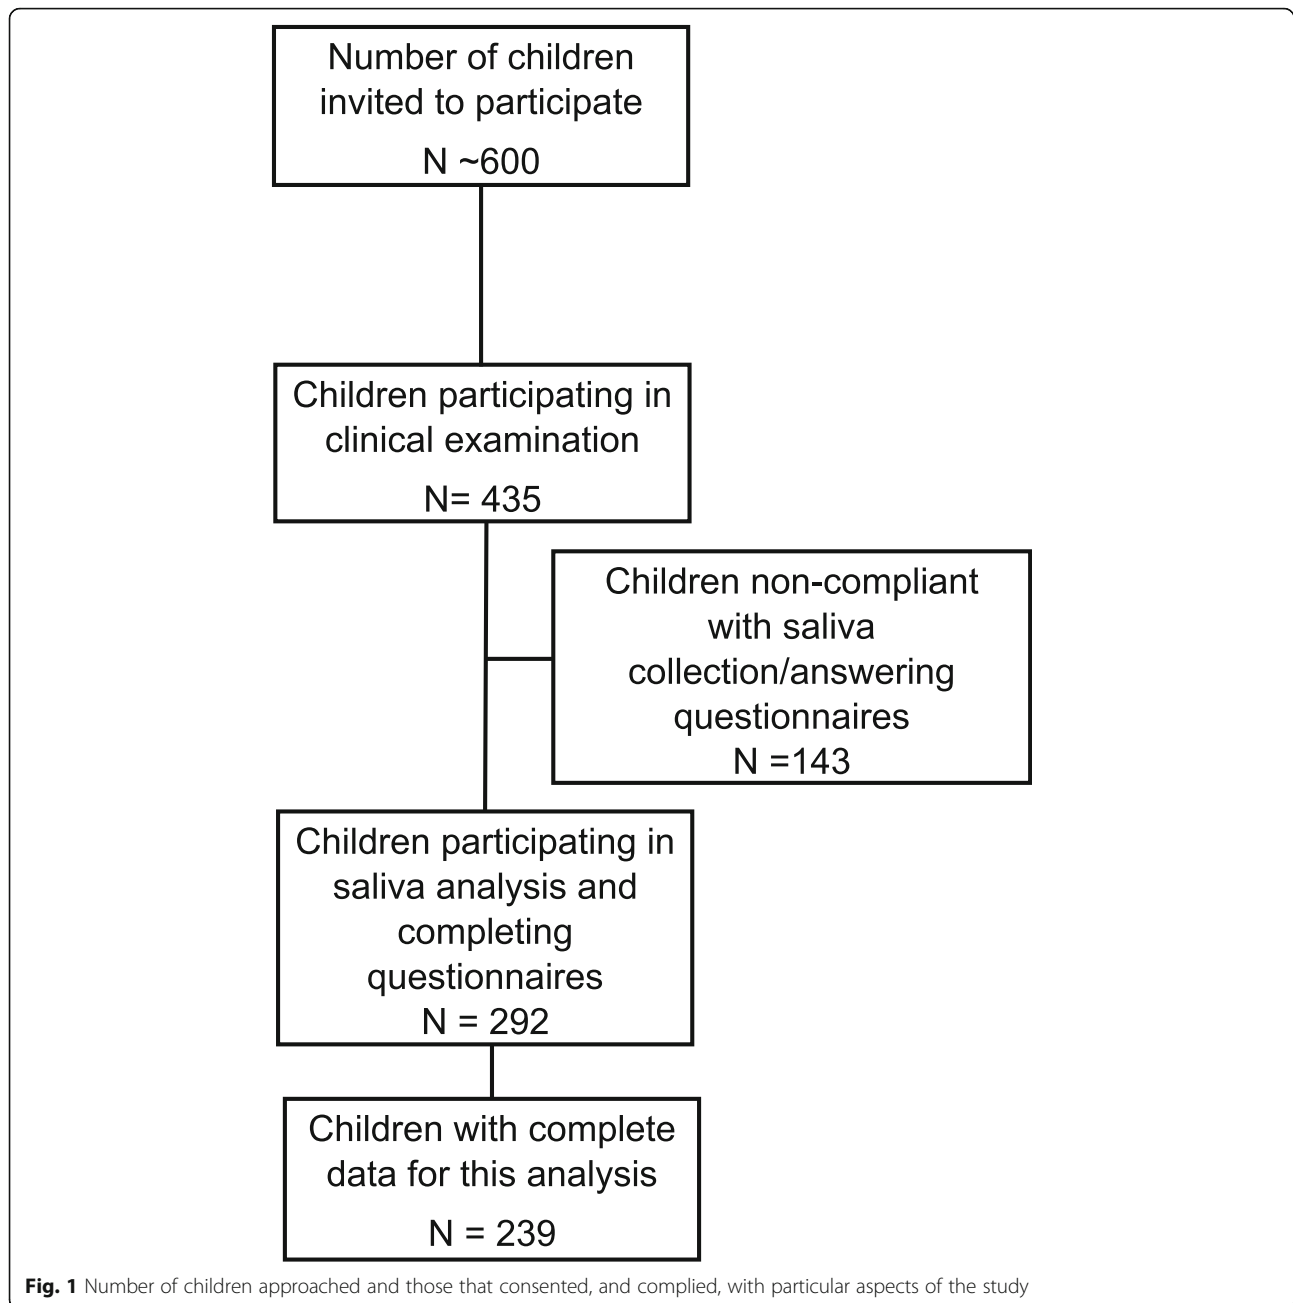 Number of children
invited to participate
N ~600
Children participating in
clinical examination
N= 435
Children non-compliant
with saliva
collection/answering
questionnaires
N =143
Children participating in
saliva analysis and
completing
questionnaires
N = 292
Children with complete
data for this analysis
N = 239
Fig. 1 Number of children approached and those that consented, and complied, with particular aspects of the study